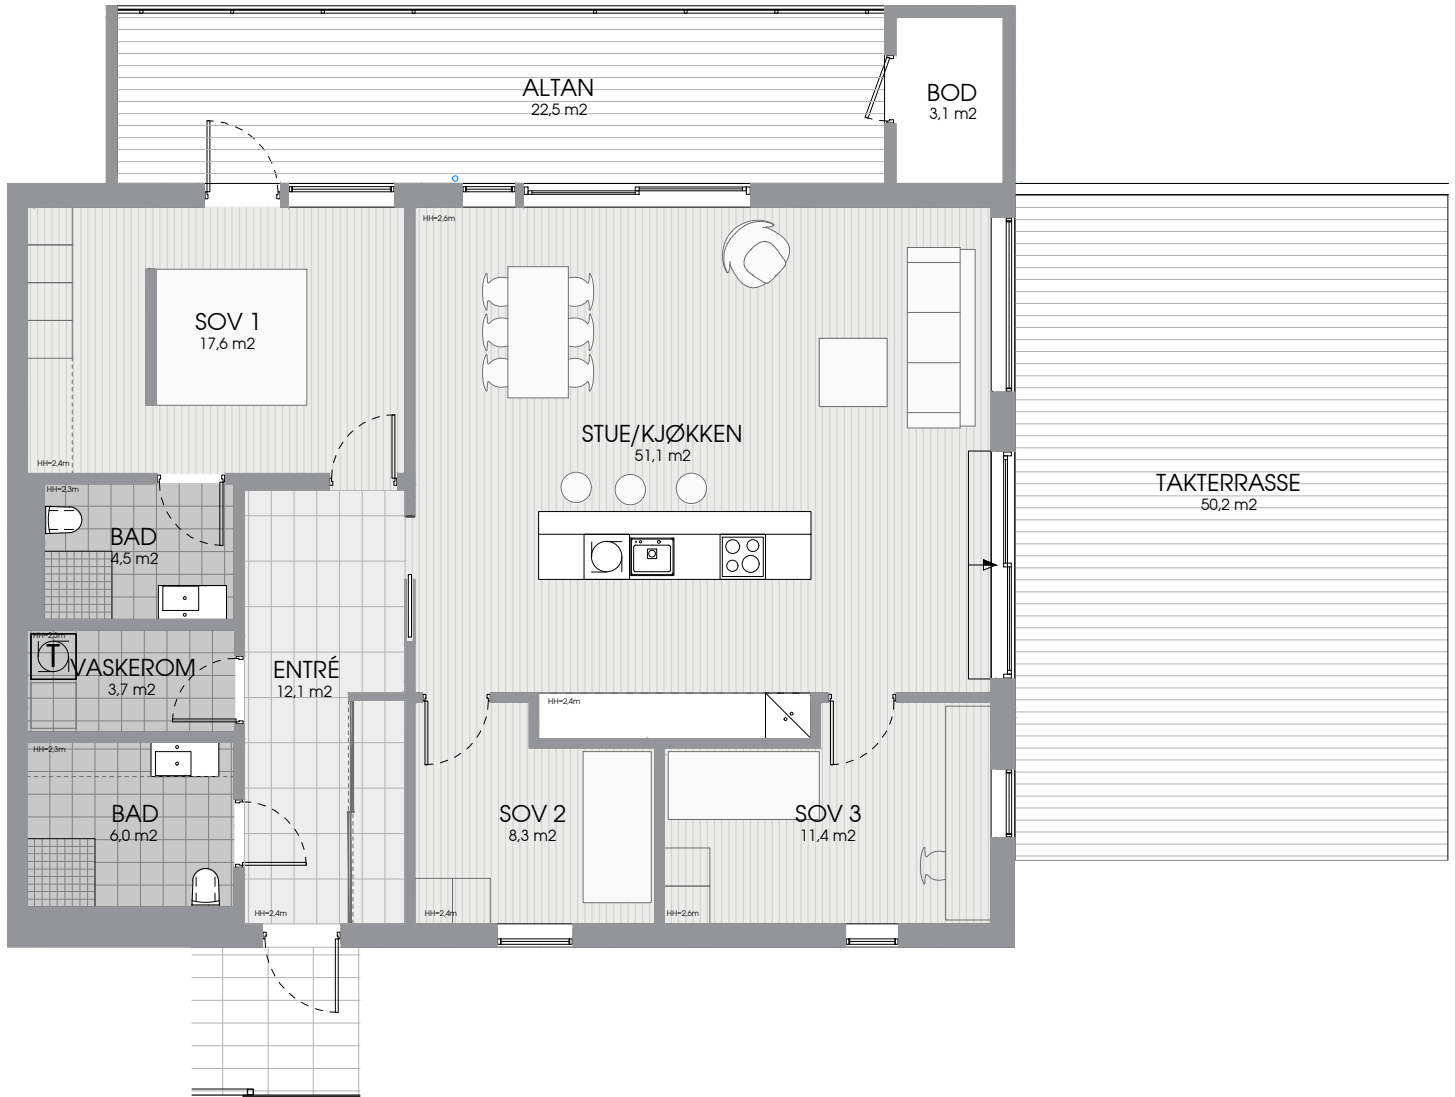 ALTAN
22,5 m2
BOD
3,1 m2
HH=2,6m
SOV 1
17,6 m2
HH=2,4m
STUE/KJØKKEN
51,1 m2
TAKTERRASSE
50,2 m2
HH=2,3m
BAD
4,5 m2
HH=2,3m
T
VASKEROM
3,7 m2
ENTRÉ
12,1 m2
HH=2,4m
HH=2,3m
BAD
6,0 m2
SOV 2
8,3 m2
SOV 3
11,4 m2
HH=2,4m
HH=2,4m
HH=2,6m